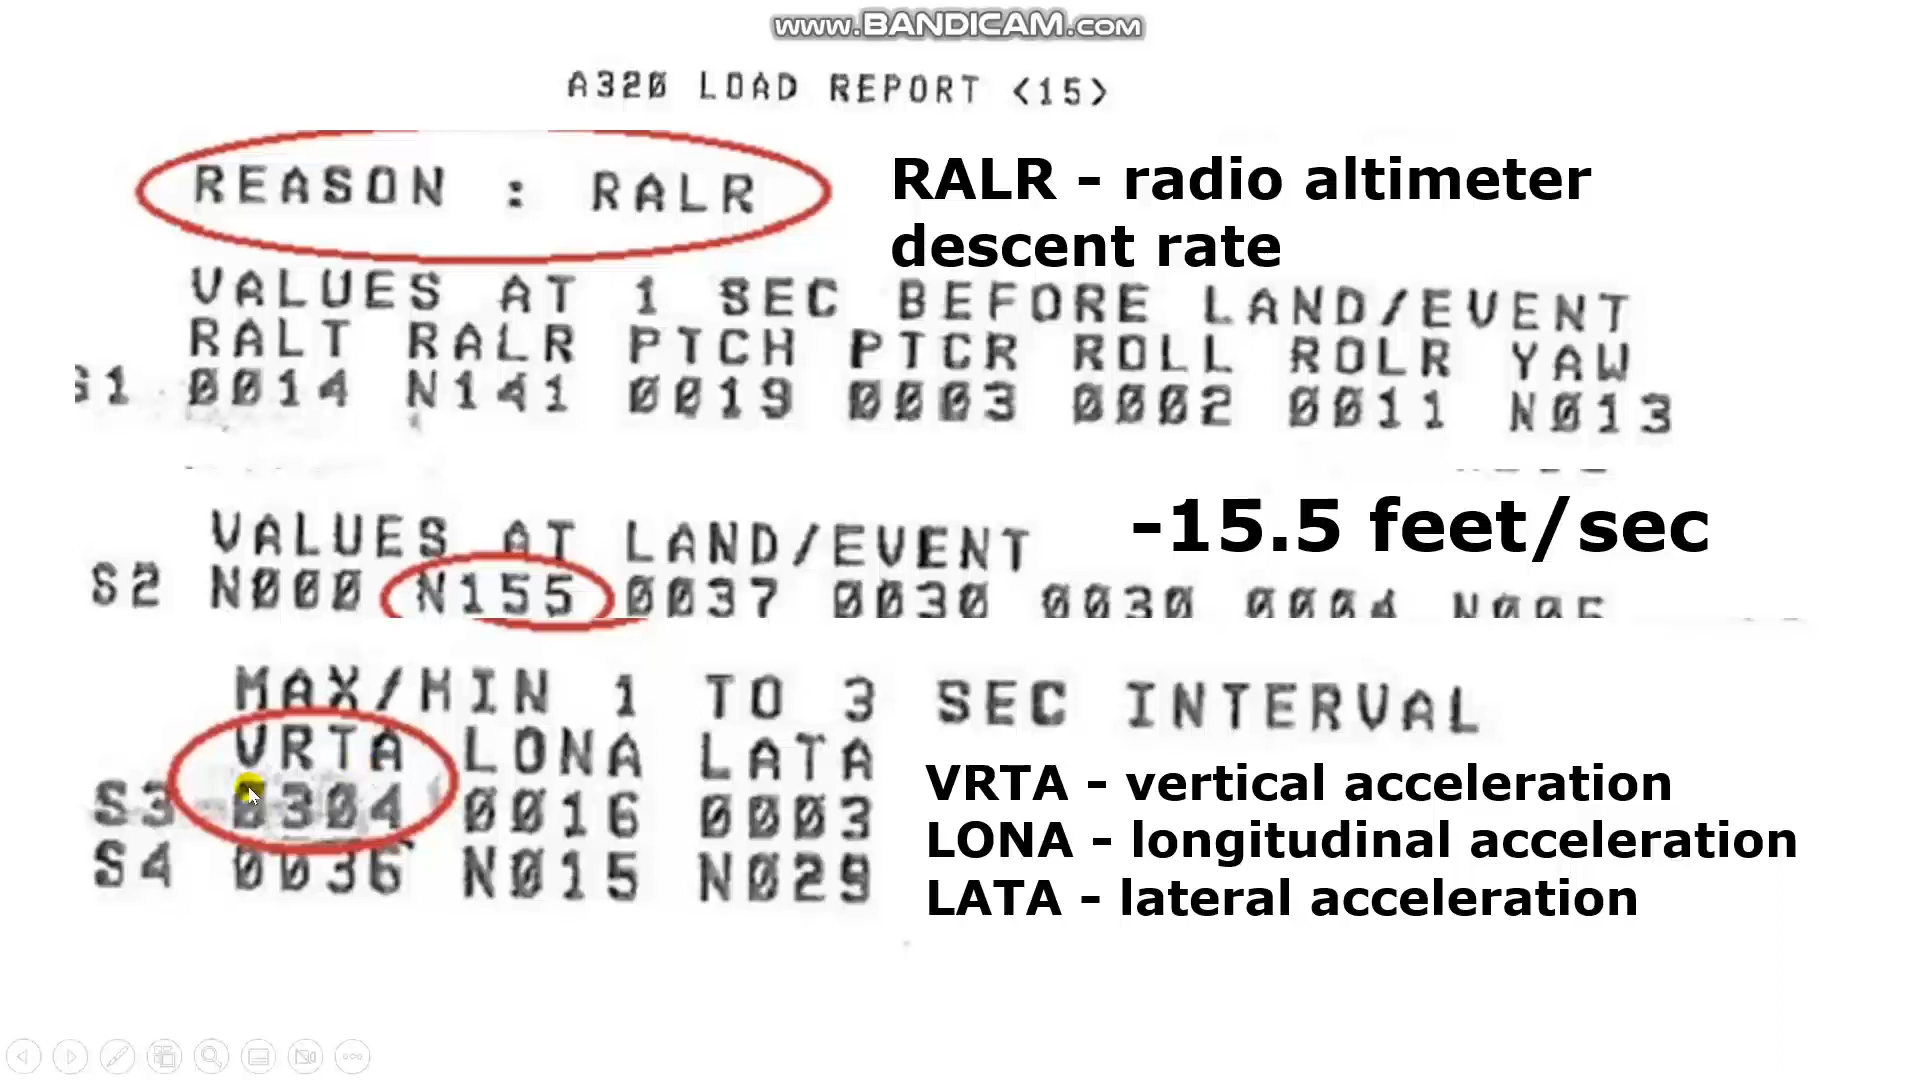 www.BANDICAM.com
A320 LOAD REPORT <15>
REASON : RALR
RALR - radio altimeter
descent rate
VALUES AT 1 SEC BEFORE LAND/EVENT
RALT RALR PTCH PTCR ROLL ROLR YAW
S1 0014 N141 0019 0003 0002 0011 N013
VALUES AT LAND/EVENT
-15.5 feet/sec
S2 N000 N155 0037 0030 0030 0004
MAX/MIN 1 TO 3 SEC INTERVAL
VRTA LONA LATA
S3 0304 0016 0003
S4 0036 N015 N029
VRTA - vertical acceleration
LONA - longitudinal acceleration
LATA - lateral acceleration